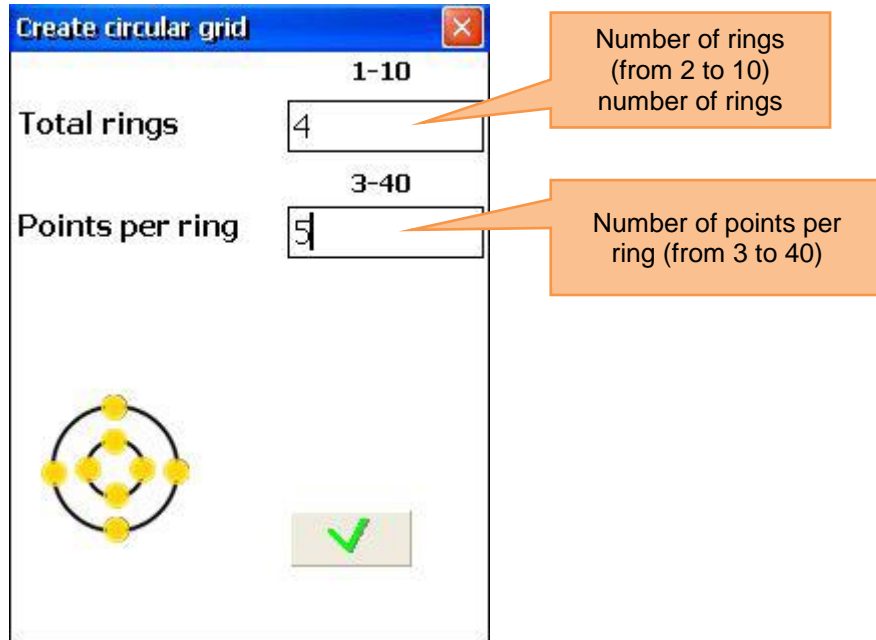 Create circular grid
1-10
Total rings
4
3-40
Points per ring
5
Number of rings
(from 2 to 10)
number of rings
Number of points per
ring (from 3 to 40)